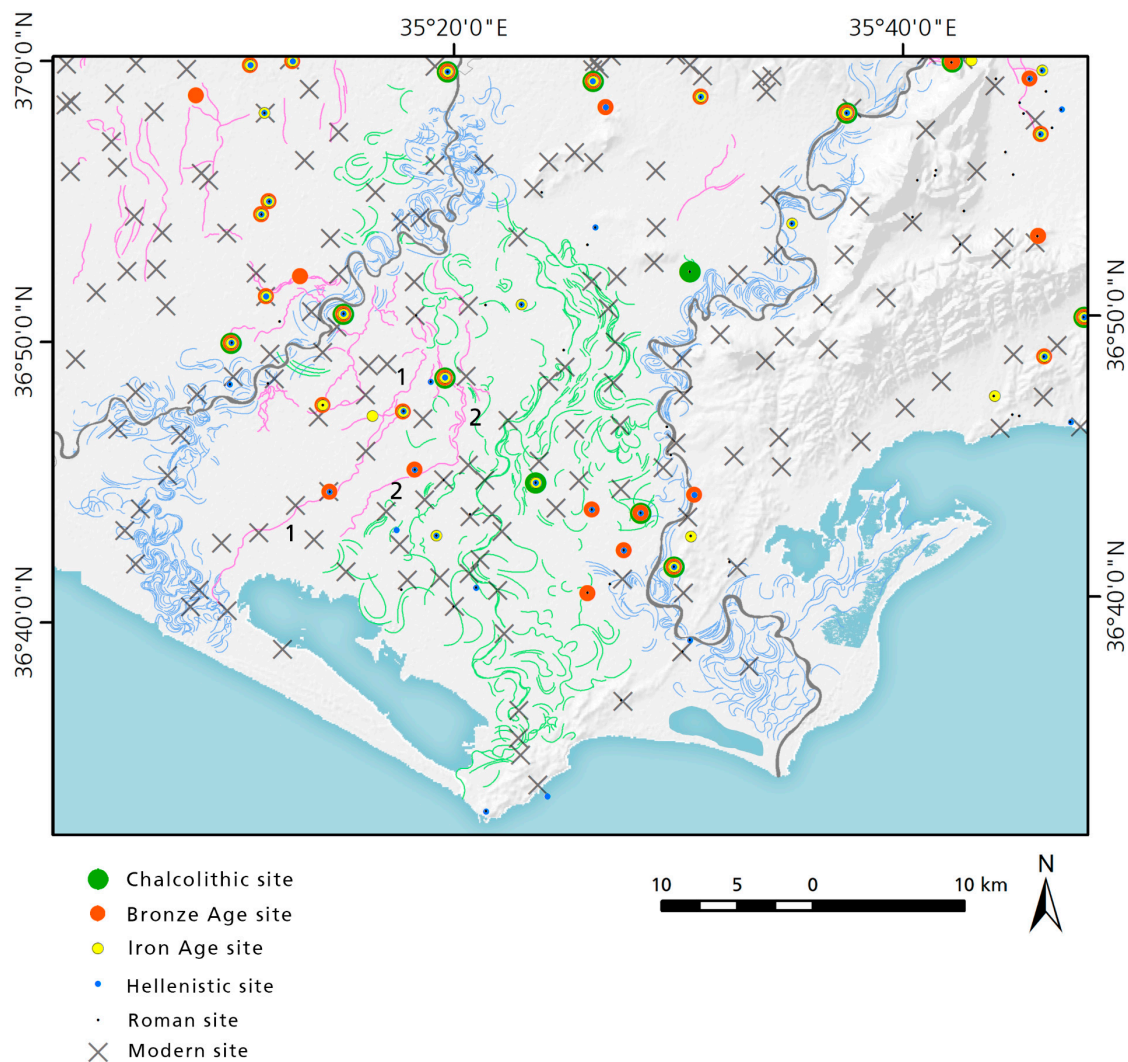 35°20'0"E
35°40'0"E
37°0'0"N
37°0'0"N
36°50'0"N
36°50'0"N
36°40'0"N
36°40'0"N
1
2
2
1
Chalcolithic site
Bronze Age site
Iron Age site
Hellenistic site
Roman site
Modern site
10 5 0 10 km
N